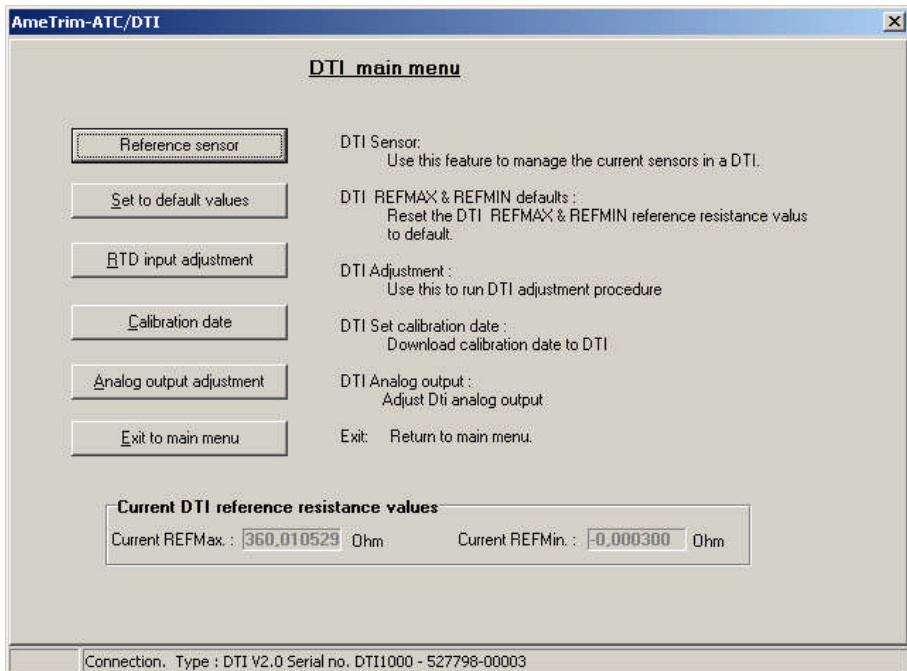 AmeTrim-ATC/DTI
DTI main menu
Reference sensor
DTI Sensor:
Use this feature to manage the current sensors in a DTI.
Set to default values
DTI REFMAX & REFMIN defaults :
Reset the DTI REFMAX & REFMIN reference resistance valus
to default.
RTD input adjustment
DTI Adjustment :
Use this to run DTI adjustment procedure
Calibration date
DTI Set calibration date :
Download calibration date to DTI
Analog output adjustment
DTI Analog output :
Adjust Dti analog output
Exit to main menu
Exit: Return to main menu.
Current DTI reference resistance values
Current REFMax. : 360,010529 Ohm Current REFMin. : -0,000300 Ohm
Connection. Type : DTI V2.0 Serial no. DTI1000 - 527798-00003